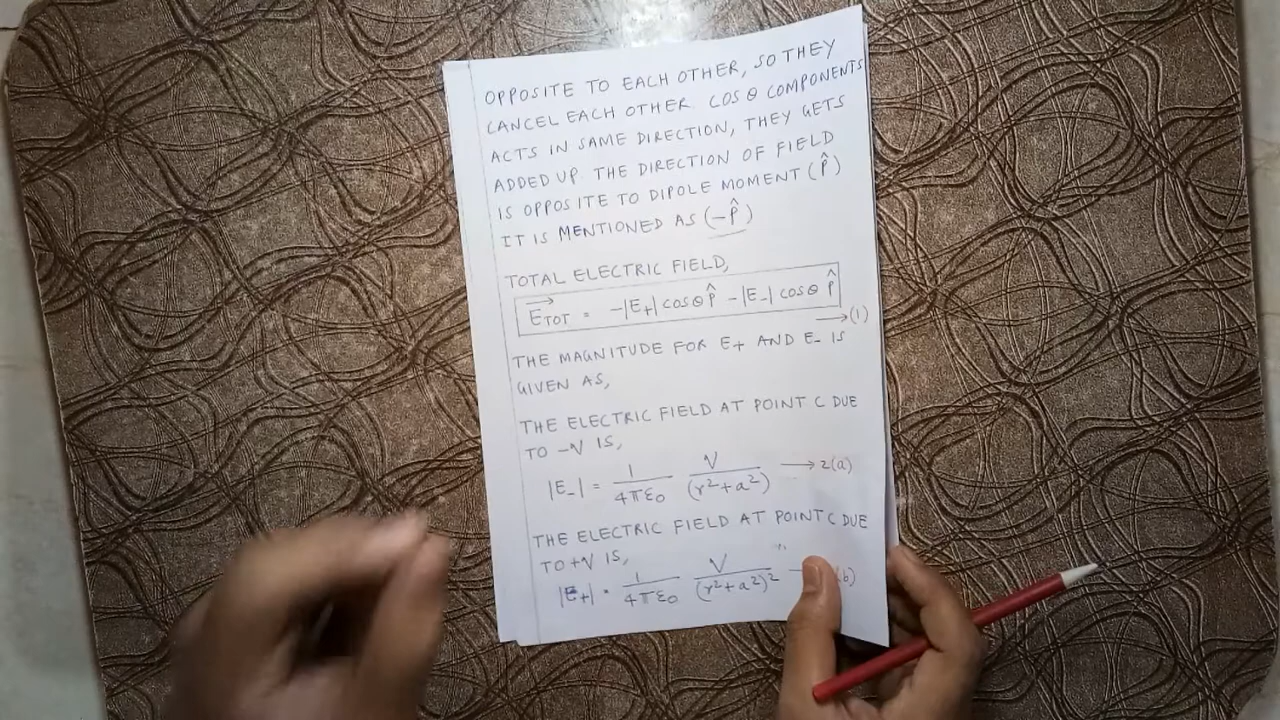 OPPOSITE TO EACH OTHER, SO THEY
CANCEL EACH OTHER COS θ COMPONENTS
ACTS IN SAME DIRECTION, THEY GETS
ADDED UP THE DIRECTION OF FIELD
IS OPPOSITE TO DIPOLE MOMENT (P̂)
IT IS MENTIONED AS (-P̂)
TOTAL ELECTRIC FIELD,
E⃗TOT = -|E+| cosθ P̂ - |E-| cosθ P̂
→(1)
THE MAGNITUDE FOR E+ AND E- IS
GIVEN AS,
THE ELECTRIC FIELD AT POINT C DUE
TO -V IS,
|E-| = 1/4πε0 V/(r²+a²) → 2(a)
THE ELECTRIC FIELD AT POINT C DUE
TO +V IS,
|E+| = 1/4πε0 V/(r²+a²)² b)